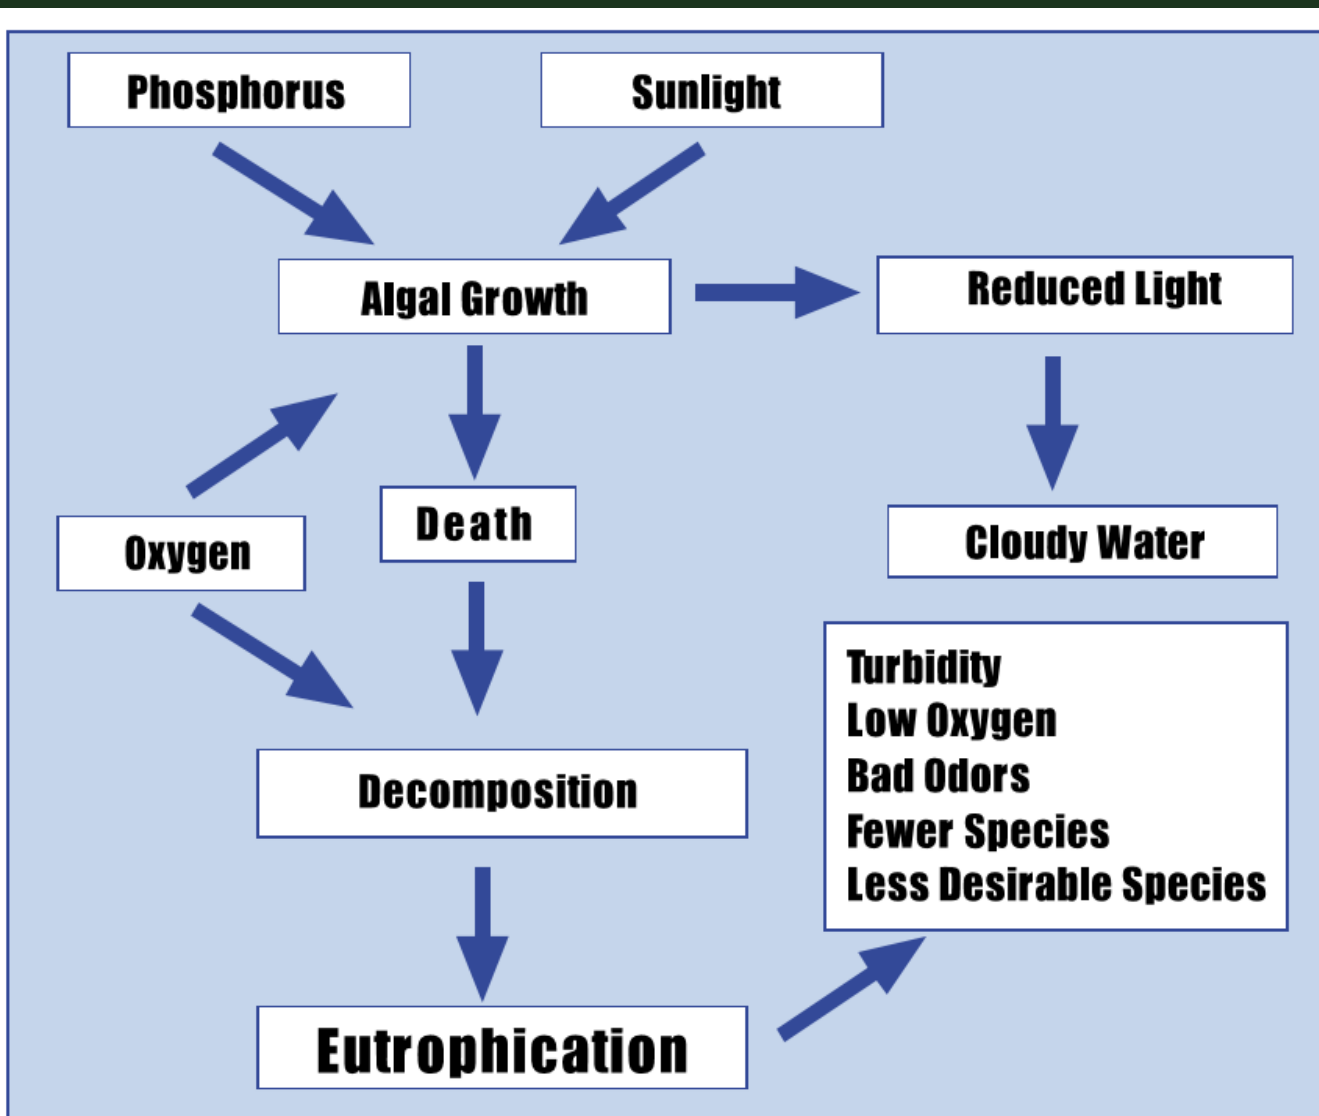 Phosphorus
Sunlight
Algal Growth
Reduced Light
Oxygen
Death
Cloudy Water
Decomposition
Turbidity
Low Oxygen
Bad Odors
Fewer Species
Less Desirable Species
Eutrophication